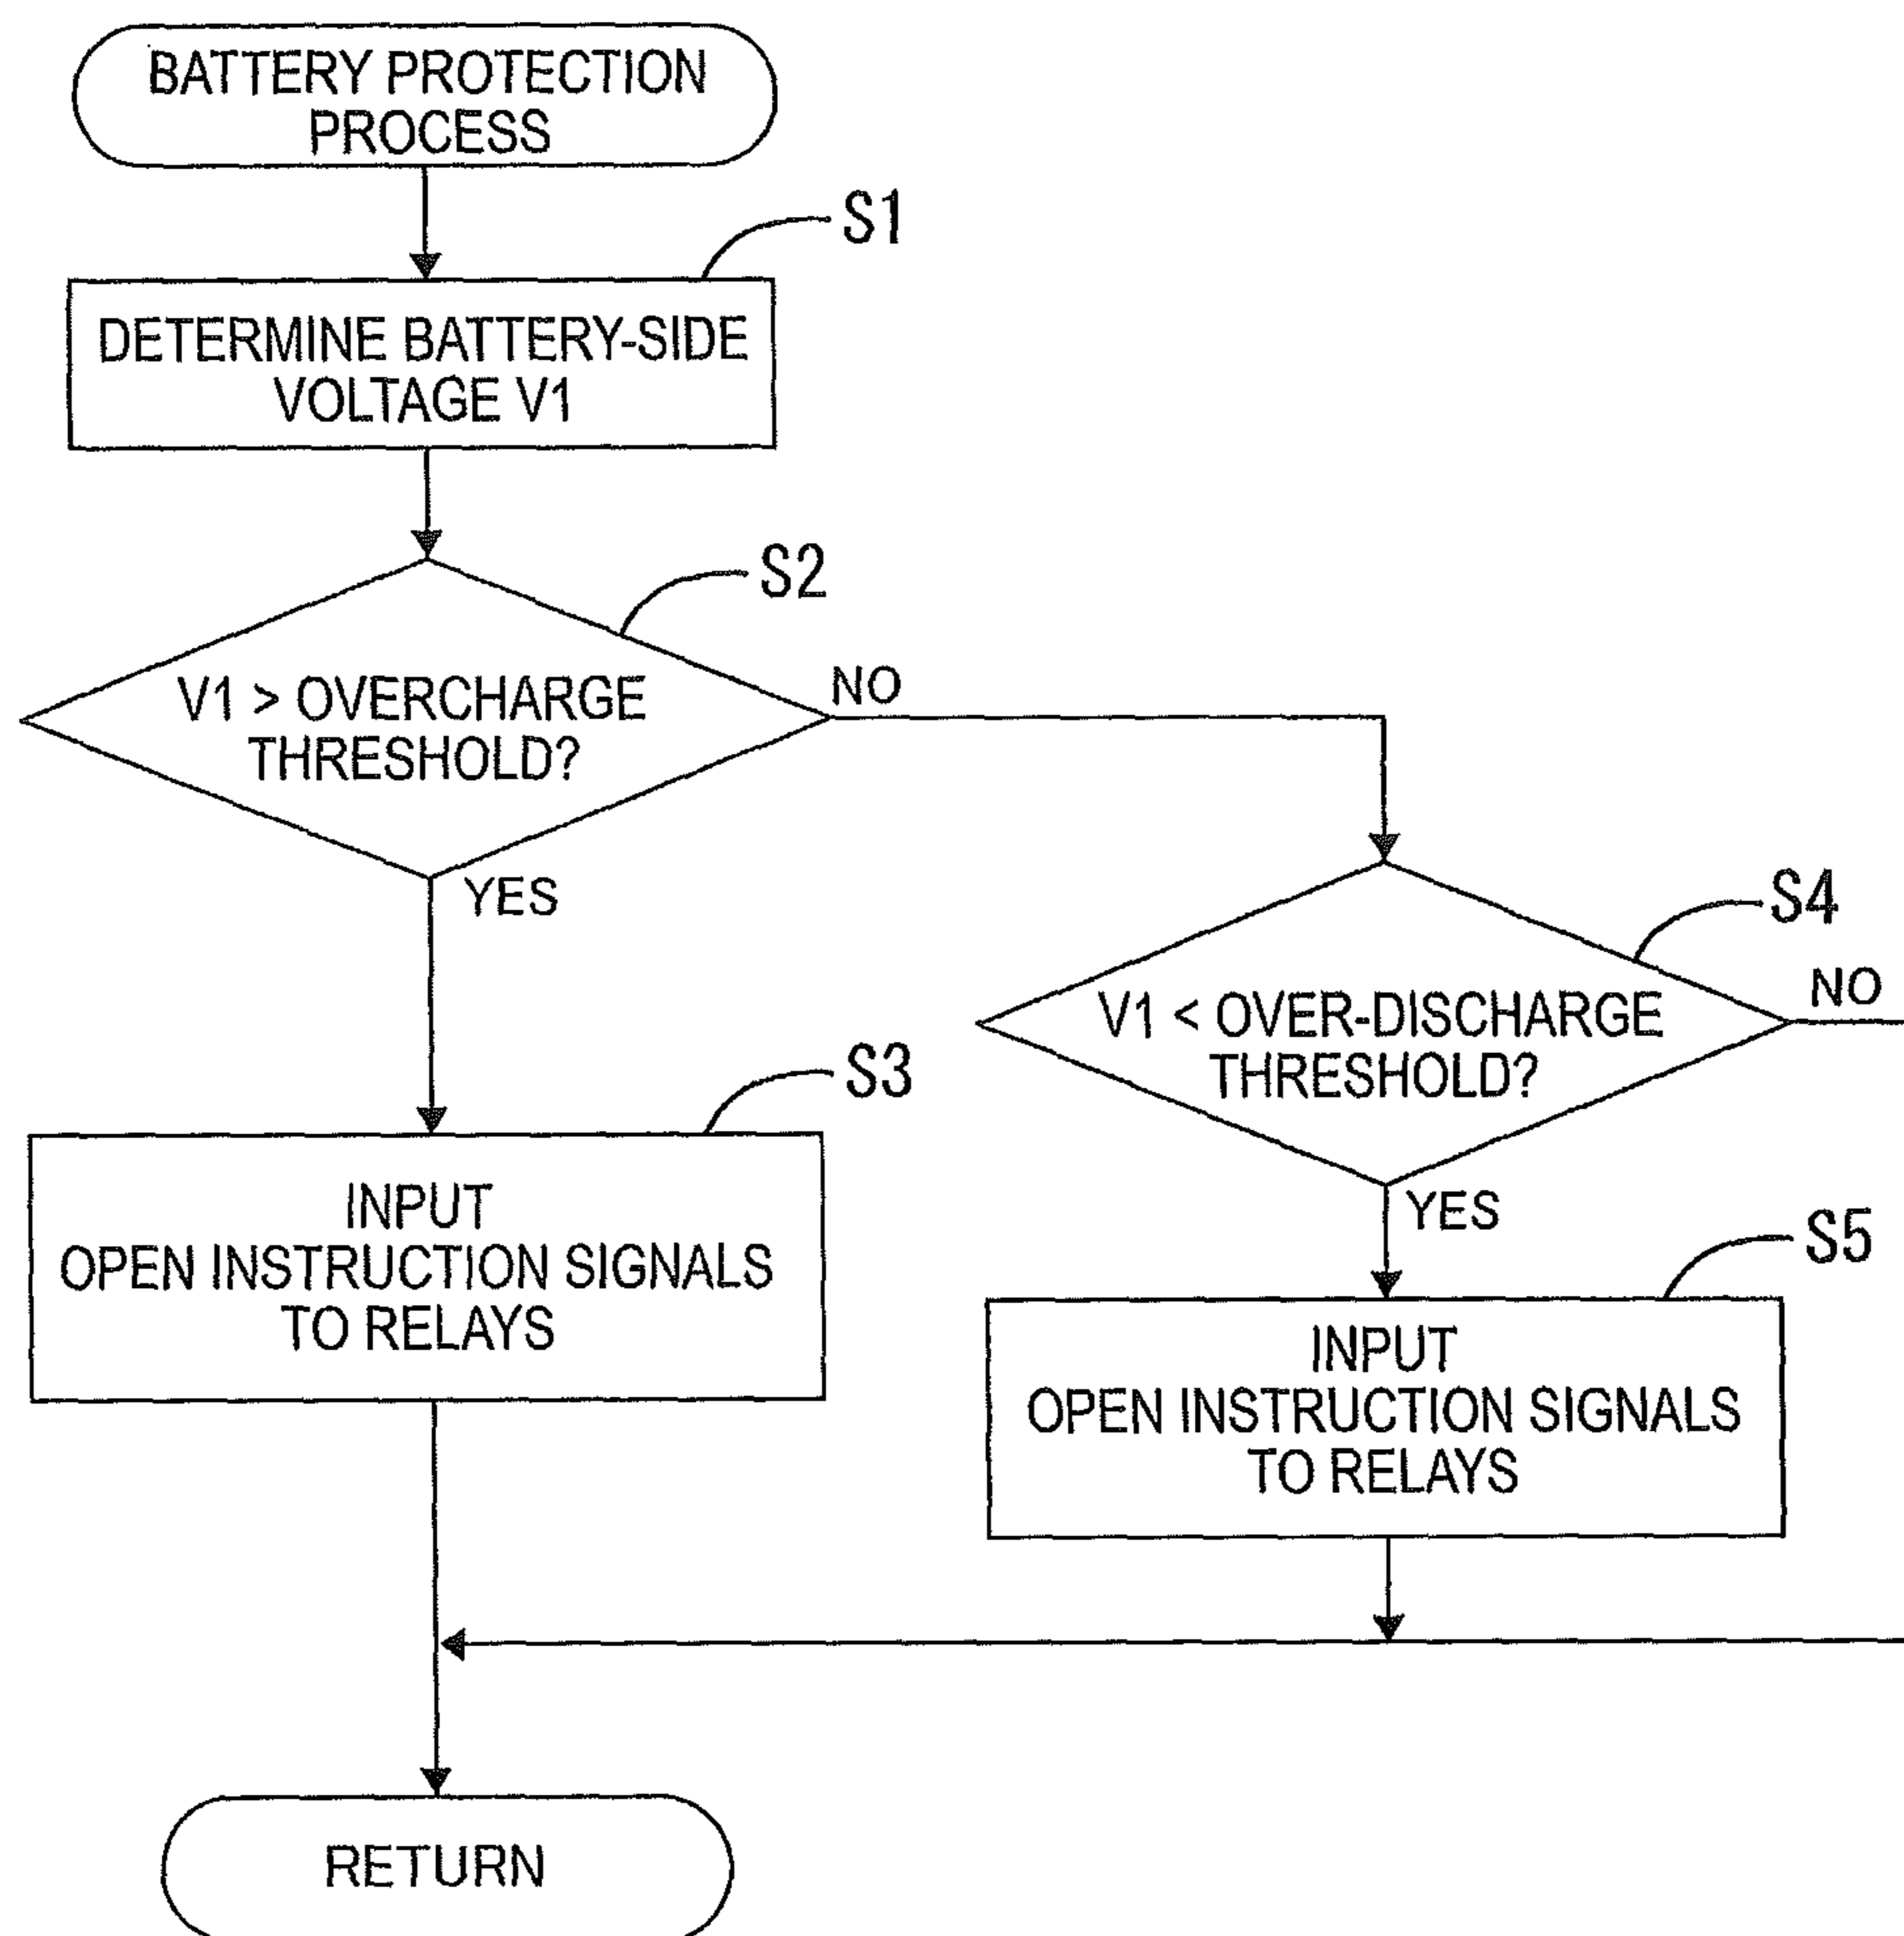 BATTERY PROTECTION
PROCESS
S1
DETERMINE BATTERY-SIDE
VOLTAGE V1
S2
V1 > OVERCHARGE
THRESHOLD?
NO
YES
S4
V1 < OVER-DISCHARGE
THRESHOLD?
NO
YES
S3
INPUT
OPEN INSTRUCTION SIGNALS
TO RELAYS
S5
INPUT
OPEN INSTRUCTION SIGNALS
TO RELAYS
RETURN